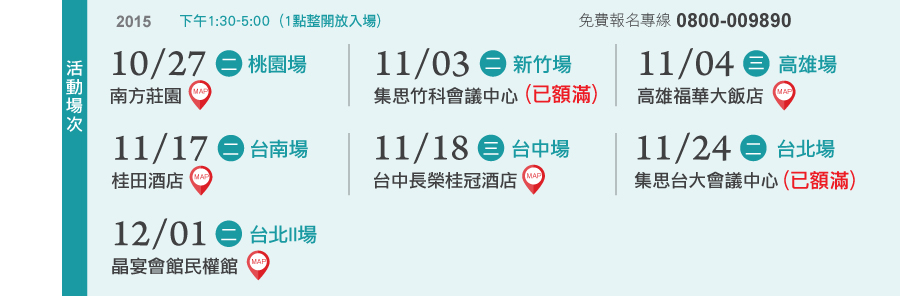 2015 下午1:30-5:00（1點整開放入場） 免費報名專線 0800-009890
活動場次
10/27 二 桃園場
南方莊園 MAP
11/03 二 新竹場
集思竹科會議中心（已額滿）
11/04 三 高雄場
高雄福華大飯店 MAP
11/17 二 台南場
桂田酒店 MAP
11/18 三 台中場
台中長榮桂冠酒店 MAP
11/24 二 台北場
集思台大會議中心（已額滿）
12/01 二 台北II場
晶宴會館民權館 MAP